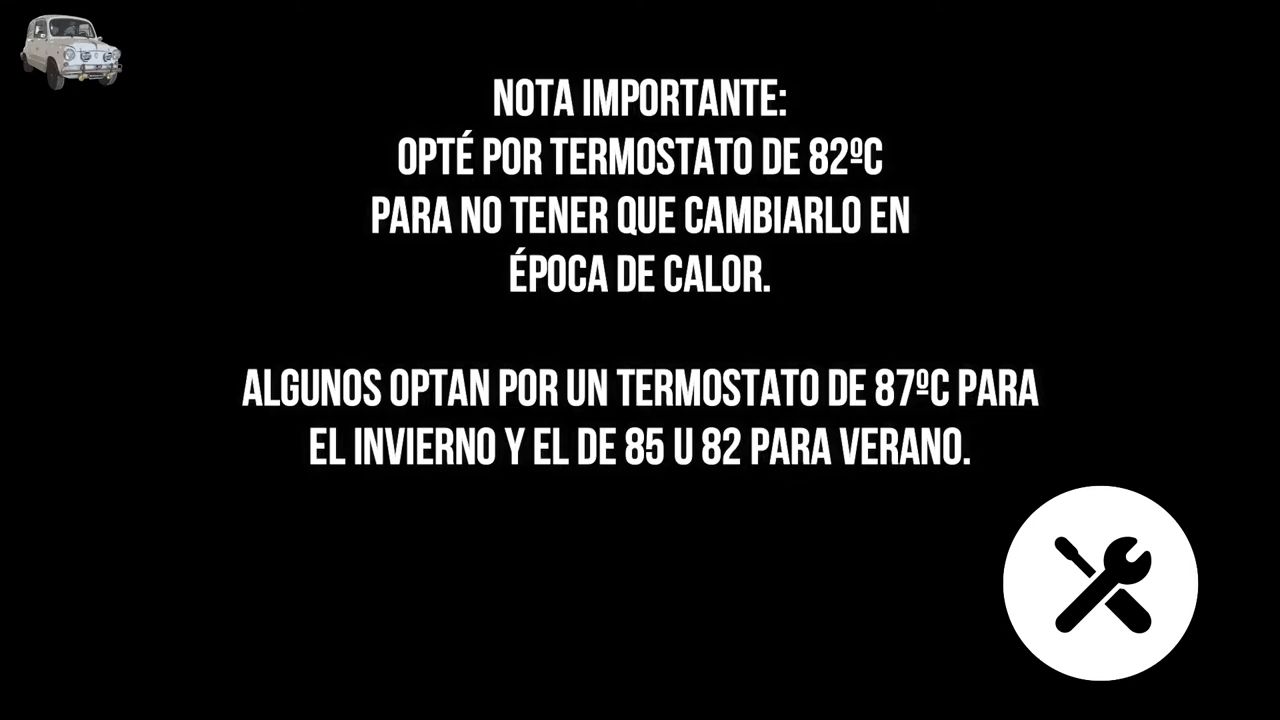 NOTA IMPORTANTE:
OPTÉ POR TERMOSTATO DE 82ºC
PARA NO TENER QUE CAMBIARLO EN
ÉPOCA DE CALOR.
ALGUNOS OPTAN POR UN TERMOSTATO DE 87ºC PARA
EL INVIERNO Y EL DE 85 U 82 PARA VERANO.